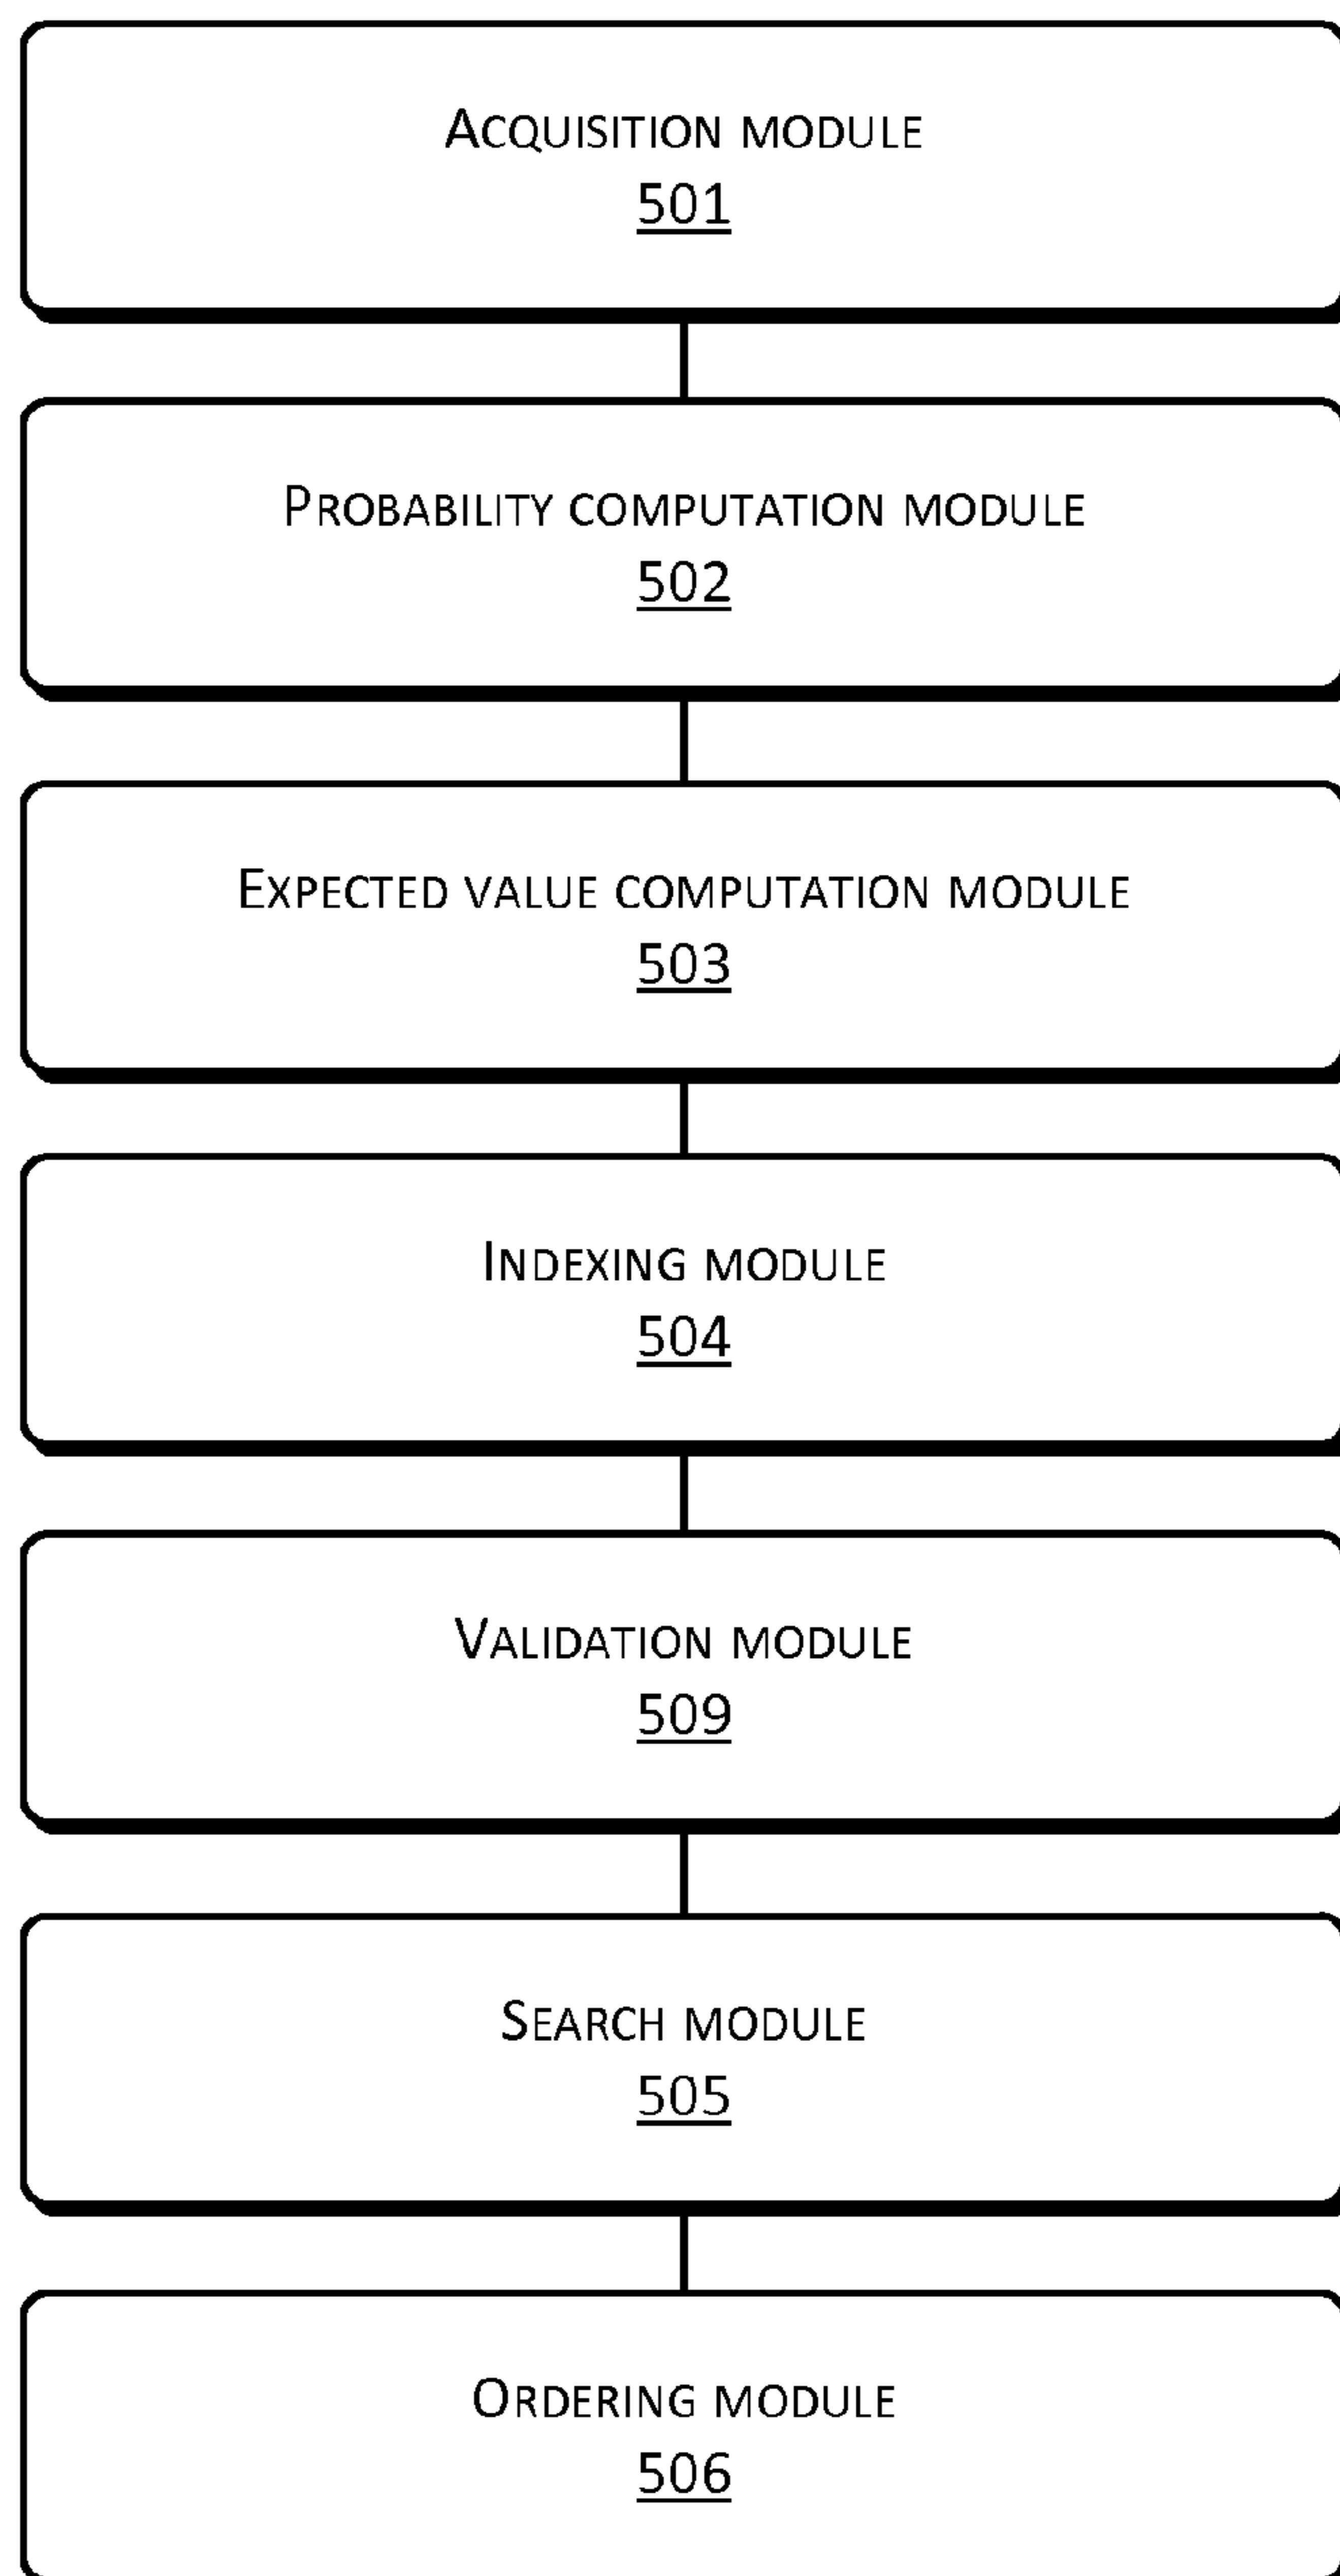 Acquisition module
501
Probability computation module
502
Expected value computation module
503
Indexing module
504
Validation module
509
Search module
505
Ordering module
506